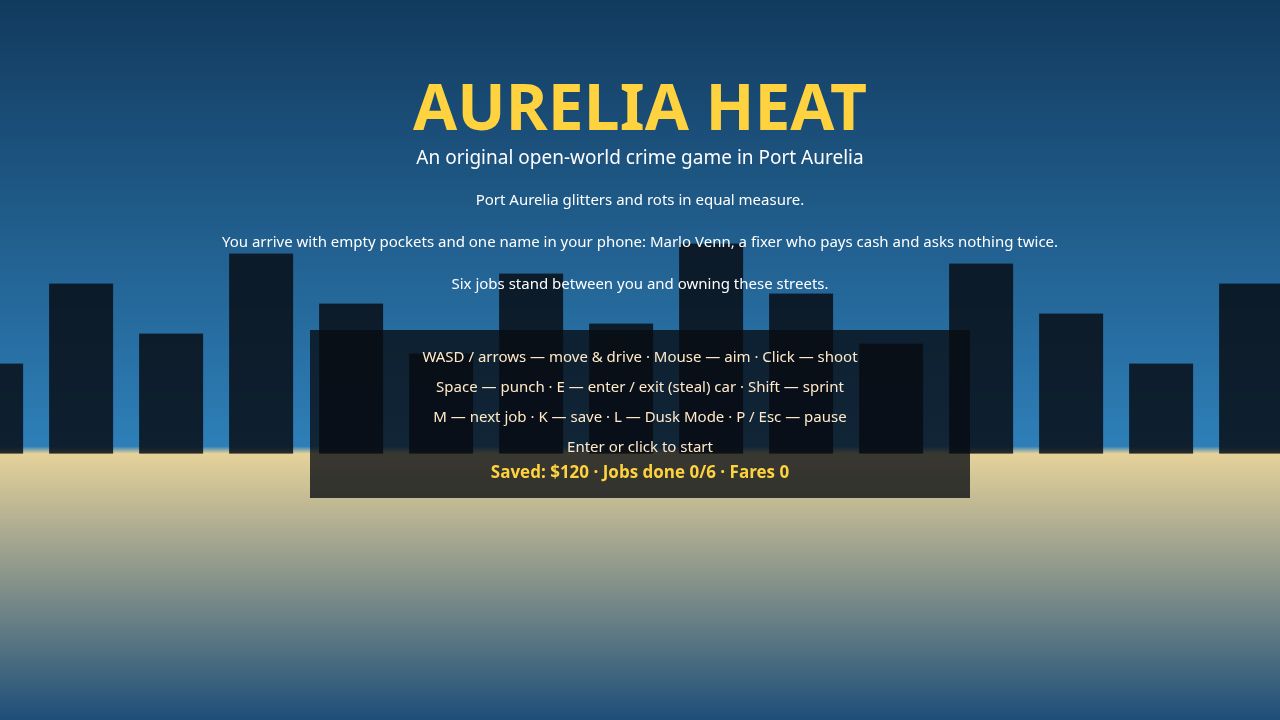 AURELIA HEAT
An original open-world crime game in Port Aurelia
Port Aurelia glitters and rots in equal measure.
You arrive with empty pockets and one name in your phone: Marlo Venn, a fixer who pays cash and asks nothing twice.
Six jobs stand between you and owning these streets.
WASD / arrows — move & drive · Mouse — aim · Click — shoot
Space — punch · E — enter / exit (steal) car · Shift — sprint
M — next job · K — save · L — Dusk Mode · P / Esc — pause
Enter or click to start
Saved: $120 · Jobs done 0/6 · Fares 0